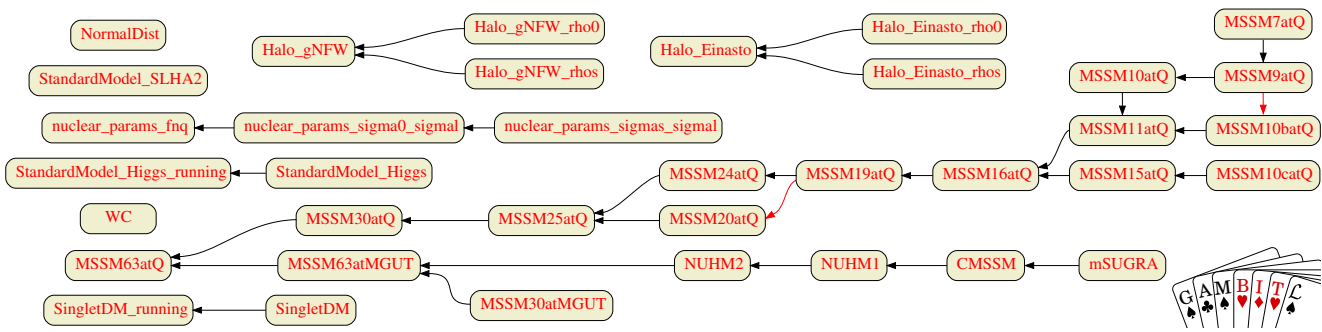 NormalDist
StandardModel_SLHA2
Halo_gNFW
Halo_gNFW_rho0
Halo_gNFW_rhos
Halo_Einasto
Halo_Einasto_rho0
Halo_Einasto_rhos
MSSM7atQ
MSSM10atQ
MSSM9atQ
nuclear_params_fnq
nuclear_params_sigma0_sigmal
nuclear_params_sigmas_sigmal
MSSM11atQ
MSSM10batQ
StandardModel_Higgs_running
StandardModel_Higgs
MSSM24atQ
MSSM19atQ
MSSM16atQ
MSSM15atQ
MSSM10catQ
WC
MSSM30atQ
MSSM25atQ
MSSM20atQ
MSSM63atQ
MSSM63atMGUT
NUHM2
NUHM1
CMSSM
mSUGRA
SingletDM_running
SingletDM
MSSM30atMGUT
GAMBIT